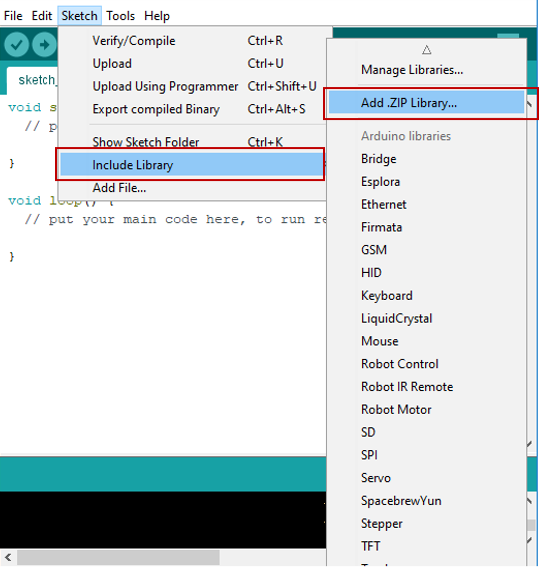 File Edit Sketch Tools Help
Verify/Compile Ctrl+R
Upload Ctrl+U
Upload Using Programmer Ctrl+Shift+U
Export compiled Binary Ctrl+Alt+S
Show Sketch Folder Ctrl+K
Include Library
Add File...
Manage Libraries...
Add .ZIP Library...
Arduino libraries
Bridge
Esplora
Ethernet
Firmata
GSM
HID
Keyboard
LiquidCrystal
Mouse
Robot Control
Robot IR Remote
Robot Motor
SD
SPI
Servo
SpacebrewYun
Stepper
TFT
sketch_
void s
// p
}
void loop() {
// put your main code here, to run re
}